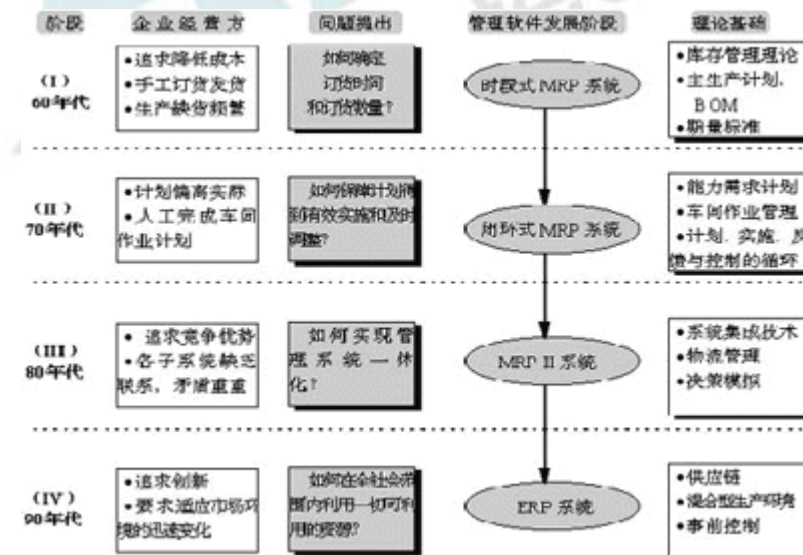 阶段 企业经营方 问题提出 管理软件发展阶段 理论基础
(I)
60年代
•追求降低成本
•手工订货发货
•生产缺货频繁
如何确定
订货时间
和订货数量?
时段式MRP 系统
•库存管理理论
•主生产计划.
BOM
•期量标准
(II)
70年代
•计划偏离实际
•人工完成车间
作业计划
如何保障计划得
到有效实施和及时
调整?
闭环式MRP 系统
•能力需求计划
•车间作业管理
•计划. 实施. 反
馈与控制的循环
(III)
80年代
• 追求竞争优势
•各子系统缺乏
联系, 矛盾重重
如何实现管
理系统一体
化?
MRP II 系统
•系统集成技术
•物流管理
•决策模拟
(IV)
90年代
•追求创新
•要求适应市场环
境的迅速变化
如何在全社会范
围内利用一切可利
用的资源?
ERP 系统
•供应链
•混合型生产环境
•事前控制